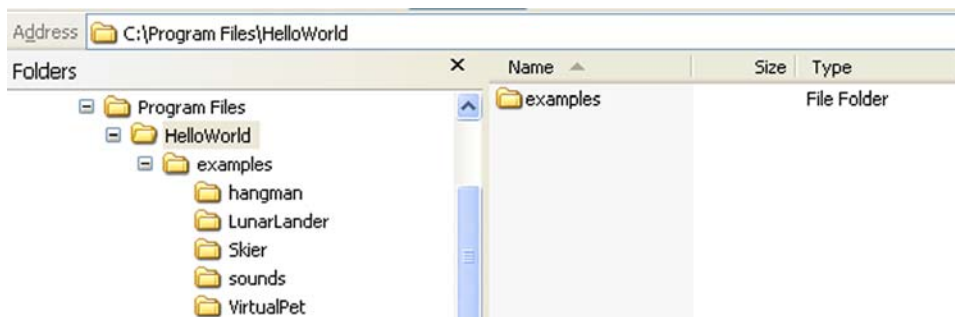 Address C:\Program Files\HelloWorld
Folders × Name Size Type
Program Files
examples File Folder
HelloWorld
examples
hangman
LunarLander
Skier
sounds
VirtualPet